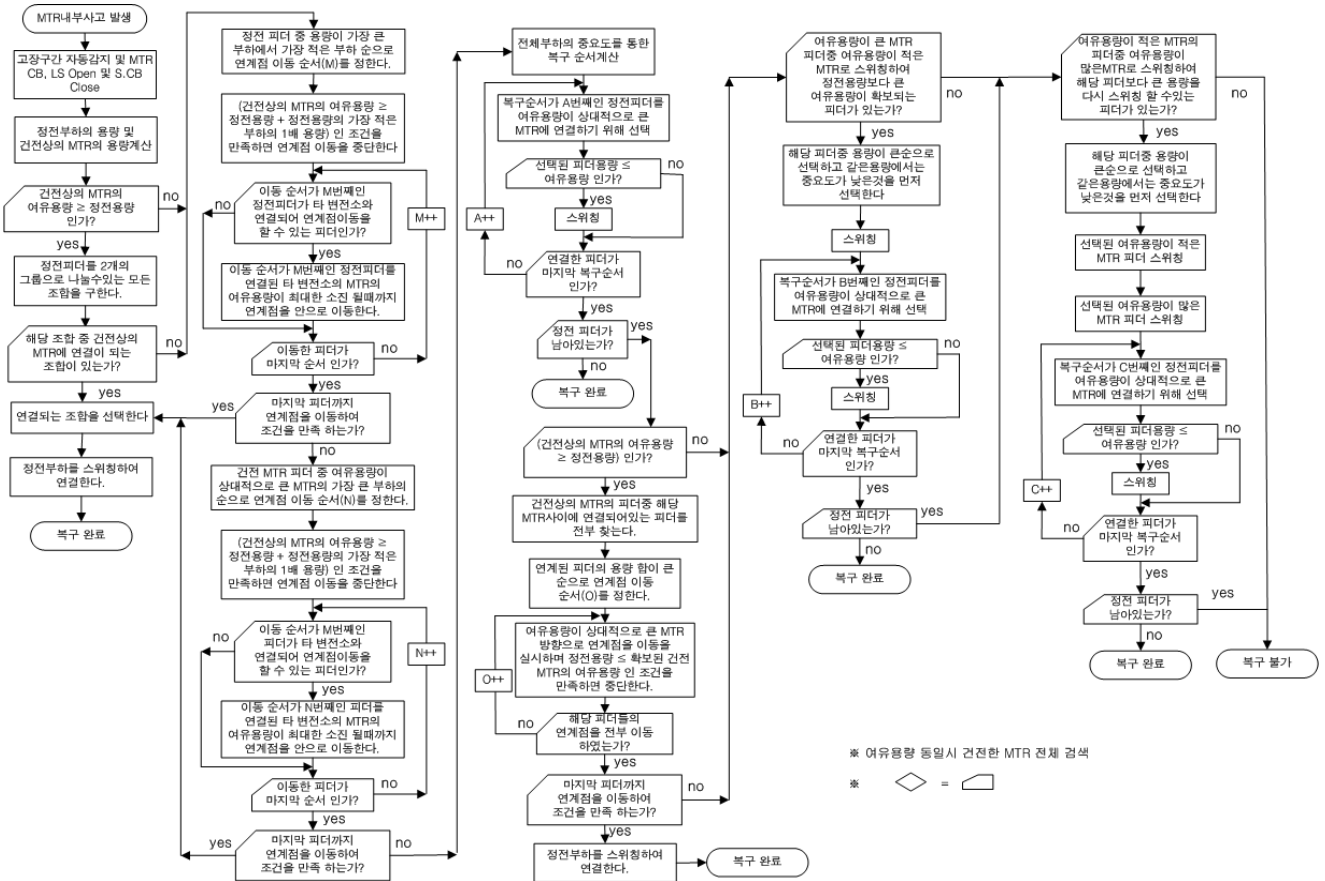 MTR내부사고 발생
고장구간 자동감지 및 MTR
CB, LS Open 및 S.CB
Close
정전부하의 용량 및
건전상의 MTR의 용량계산
건전상의 MTR의
여유용량 ≥ 정전용량
인가?
no
yes
정전피더를 2개의
그룹으로 나눌수있는 모든
조합을 구한다.
해당 조합 중 건전상의
MTR에 연결이 되는
조합이 있는가?
no
yes
연결되는 조합을 선택한다
정전부하를 스위칭하여
연결한다.
복구 완료
정전 피더 중 용량이 가장 큰
부하에서 가장 적은 부하 순으로
연계점 이동 순서(M)를 정한다.
(건전상의 MTR의 여유용량 ≥
정전용량 + 정전용량의 가장 적은
부하의 1배 용량) 인 조건을
만족하면 연계점 이동을 중단한다
이동 순서가 M번째인
정전피더가 타 변전소와
연결되어 연계점이동을
할 수 있는 피더인가?
no
M++
yes
이동 순서가 M번째인 정전피더를
연결된 타 변전소의 MTR의
여유용량이 최대한 소진 될때까지
연계점을 안으로 이동한다.
이동한 피더가
마지막 순서 인가?
no
yes
마지막 피더까지
연계점을 이동하여
조건을 만족 하는가?
yes
no
건전 MTR 피더 중 여유용량이
상대적으로 큰 MTR의 가장 큰 부하의
순으로 연계점 이동 순서(N)를 정한다.
(건전상의 MTR의 여유용량 ≥
정전용량 + 정전용량의 가장 적은
부하의 1배 용량) 인 조건을
만족하면 연계점 이동을 중단한다
이동 순서가 M번째인
피더가 타 변전소와
연결되어 연계점이동을
할 수 있는 피더인가?
no
N++
yes
이동 순서가 N번째인 피더를
연결된 타 변전소의 MTR의
여유용량이 최대한 소진 될때까지
연계점을 안으로 이동한다.
이동한 피더가
마지막 순서 인가?
no
yes
마지막 피더까지
연계점을 이동하여
조건을 만족 하는가?
yes
no
전체부하의 중요도를 통한
복구 순서계산
복구순서가 A번째인 정전피더를
여유용량이 상대적으로 큰
MTR에 연결하기 위해 선택
선택된 피더용량 ≤
여유용량 인가?
no
A++
yes
스위칭
연결한 피더가
마지막 복구순서
인가?
no
yes
정전 피더가
남아있는가?
yes
no
복구 완료
(건전상의 MTR의 여유용량
≥ 정전용량) 인가?
no
yes
건전상의 MTR의 피더중 해당
MTR사이에 연결되어있는 피더를
전부 찾는다.
연계된 피더의 용량 합이 큰
순으로 연계점 이동
순서(O)를 정한다.
여유용량이 상대적으로 큰 MTR
방향으로 연계점을 이동을
실시하며 정전용량 ≤ 확보된 건전
MTR의 여유용량 인 조건을
만족하면 중단한다.
O++
해당 피더들의
연계점을 전부 이동
하였는가?
no
yes
마지막 피더까지
연계점을 이동하여
조건을 만족 하는가?
no
yes
정전부하를 스위칭하여
연결한다.
복구 완료
여유용량이 큰 MTR
피더중 여유용량이 적은
MTR로 스위칭하여
정전용량보다 큰
여유용량이 확보되는
피더가 있는가?
no
yes
해당 피더중 용량이 큰순으로
선택하고 같은용량에서는
중요도가 낮은것을 먼저
선택한다
스위칭
복구순서가 B번째인 정전피더를
여유용량이 상대적으로 큰
MTR에 연결하기 위해 선택
선택된 피더용량 ≤
여유용량 인가?
no
yes
B++
스위칭
연결한 피더가
마지막 복구순서
인가?
no
yes
정전 피더가
남아있는가?
yes
no
복구 완료
여유용량이 적은 MTR의
피더중 여유용량이
많은MTR로 스위칭하여
해당 피더보다 큰 용량을
다시 스위칭 할 수있는
피더가 있는가?
no
yes
해당 피더중 용량이
큰순으로 선택하고
같은용량에서는 중요도가
낮은것을 먼저 선택한다
선택된 여유용량이 적은
MTR 피더 스위칭
선택된 여유용량이 많은
MTR 피더 스위칭
복구순서가 C번째인 정전피더를
여유용량이 상대적으로 큰
MTR에 연결하기 위해 선택
선택된 피더용량 ≤
여유용량 인가?
no
yes
C++
스위칭
연결한 피더가
마지막 복구순서
인가?
no
yes
정전 피더가
남아있는가?
yes
no
복구 완료
복구 불가
※ 여유용량 동일시 건전한 MTR 전체 검색
※ =